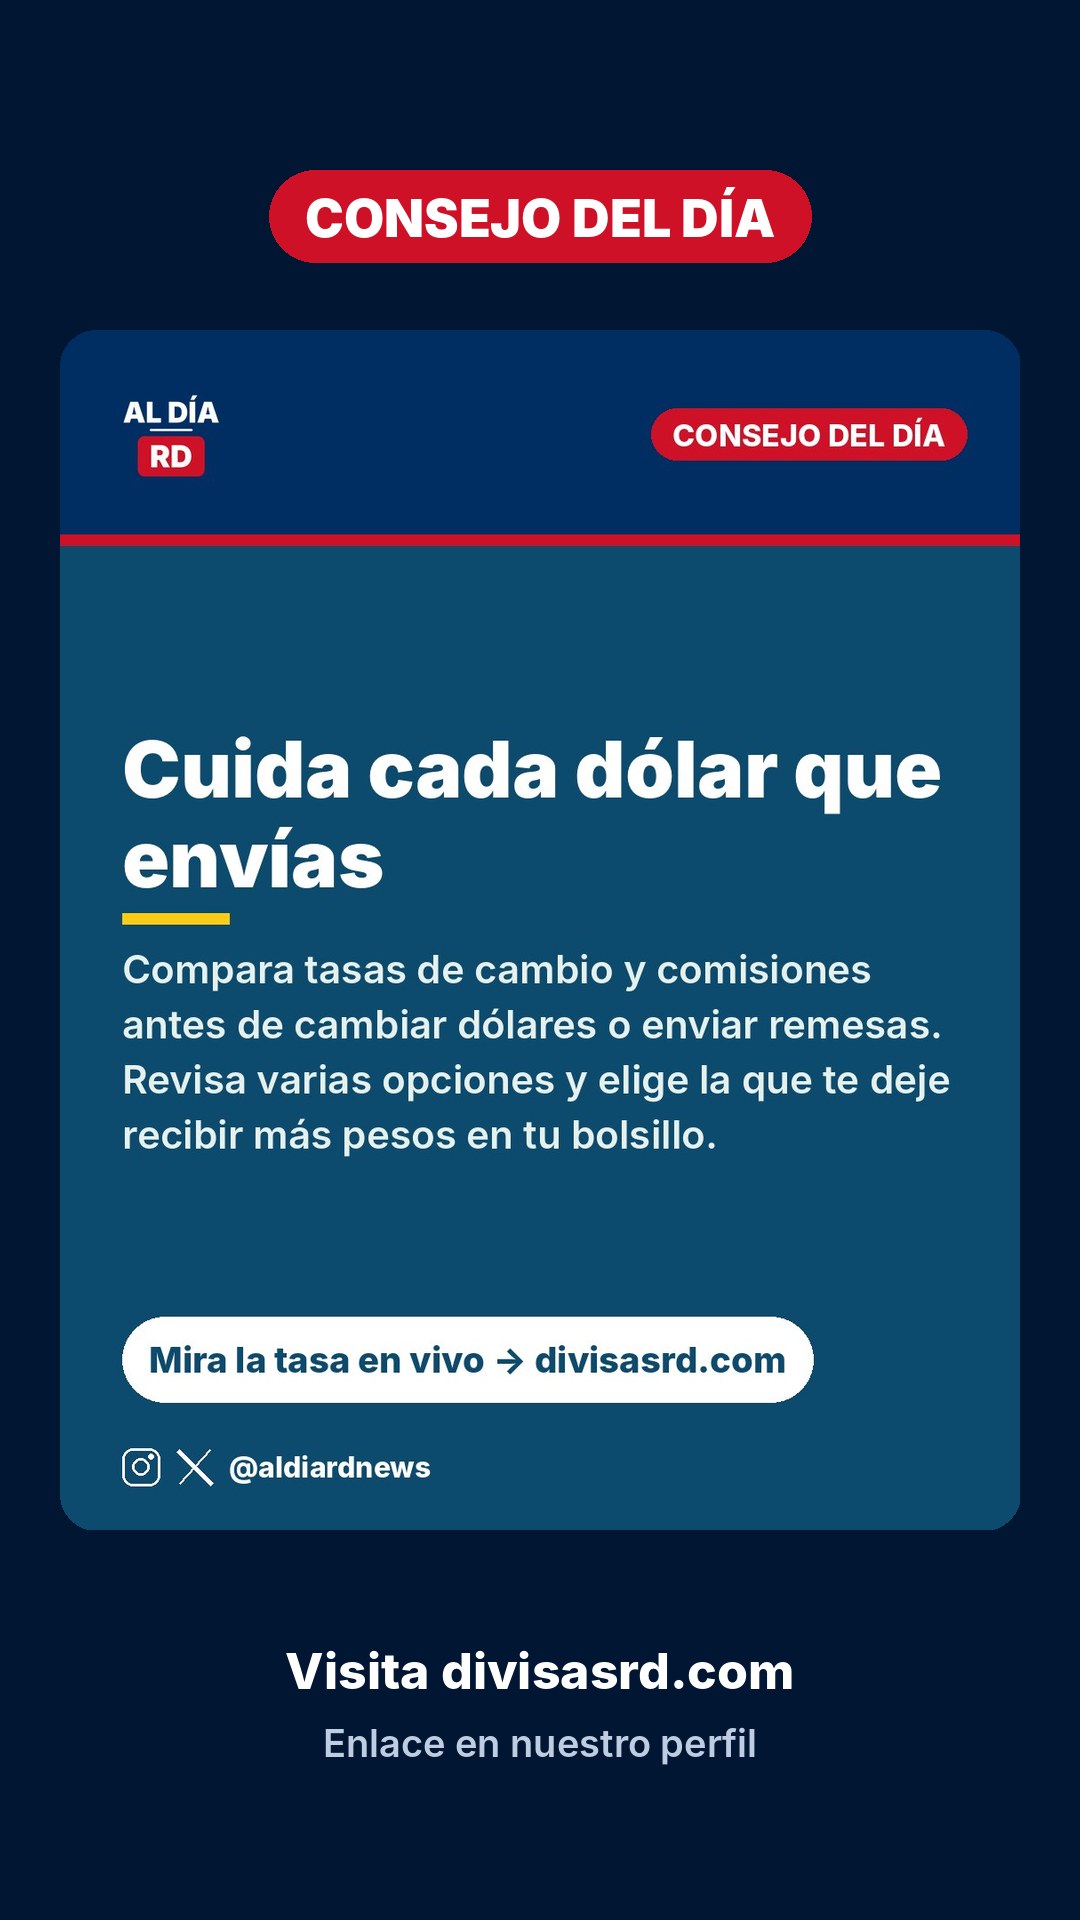 CONSEJO DEL DÍA
AL DÍA
RD
CONSEJO DEL DÍA
Cuida cada dólar que
envías
Compara tasas de cambio y comisiones
antes de cambiar dólares o enviar remesas.
Revisa varias opciones y elige la que te deje
recibir más pesos en tu bolsillo.
Mira la tasa en vivo → divisasrd.com
@aldiardnews
Visita divisasrd.com
Enlace en nuestro perfil